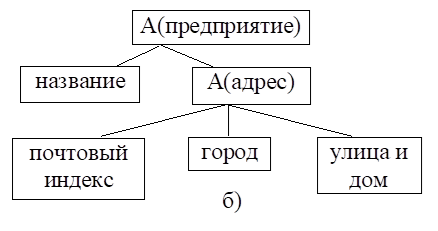 А(предприятие)
название
А(адрес)
почтовый
индекс
город
улица и
дом
б)